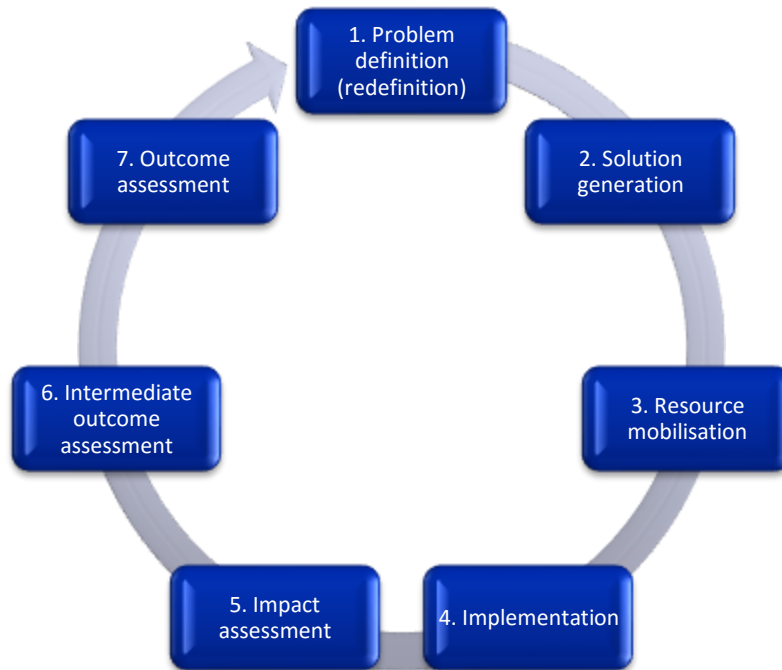 1. Problem
definition
(redefinition)
2. Solution
generation
3. Resource
mobilisation
4. Implementation
5. Impact
assessment
6. Intermediate
outcome
assessment
7. Outcome
assessment